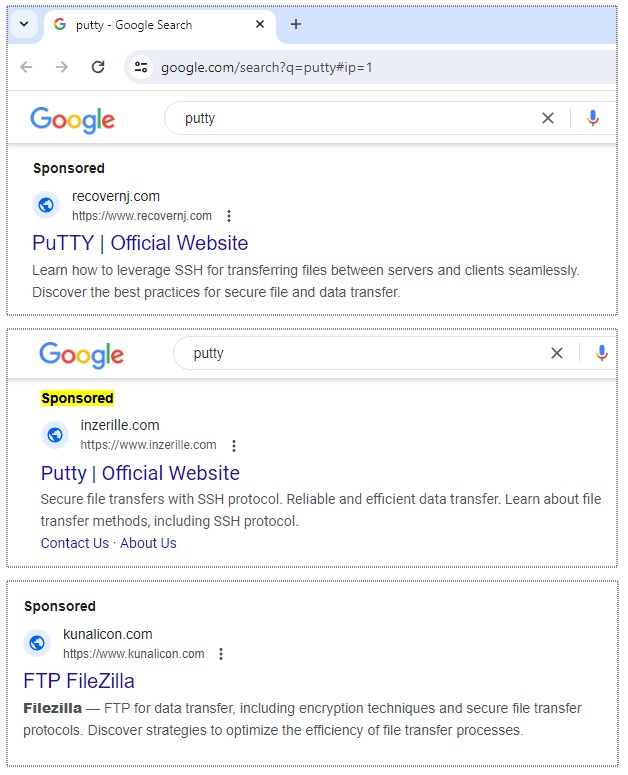 putty - Google Search
google.com/search?q=putty#ip=1
Google
putty
Sponsored
recovernj.com
https://www.recovernj.com
PuTTY | Official Website
Learn how to leverage SSH for transferring files between servers and clients seamlessly.
Discover the best practices for secure file and data transfer.
Google
putty
Sponsored
inzerille.com
https://www.inzerille.com
Putty | Official Website
Secure file transfers with SSH protocol. Reliable and efficient data transfer. Learn about file
transfer methods, including SSH protocol.
Contact Us · About Us
Sponsored
kunalicon.com
https://www.kunalicon.com
FTP FileZilla
Filezilla — FTP for data transfer, including encryption techniques and secure file transfer
protocols. Discover strategies to optimize the efficiency of file transfer processes.